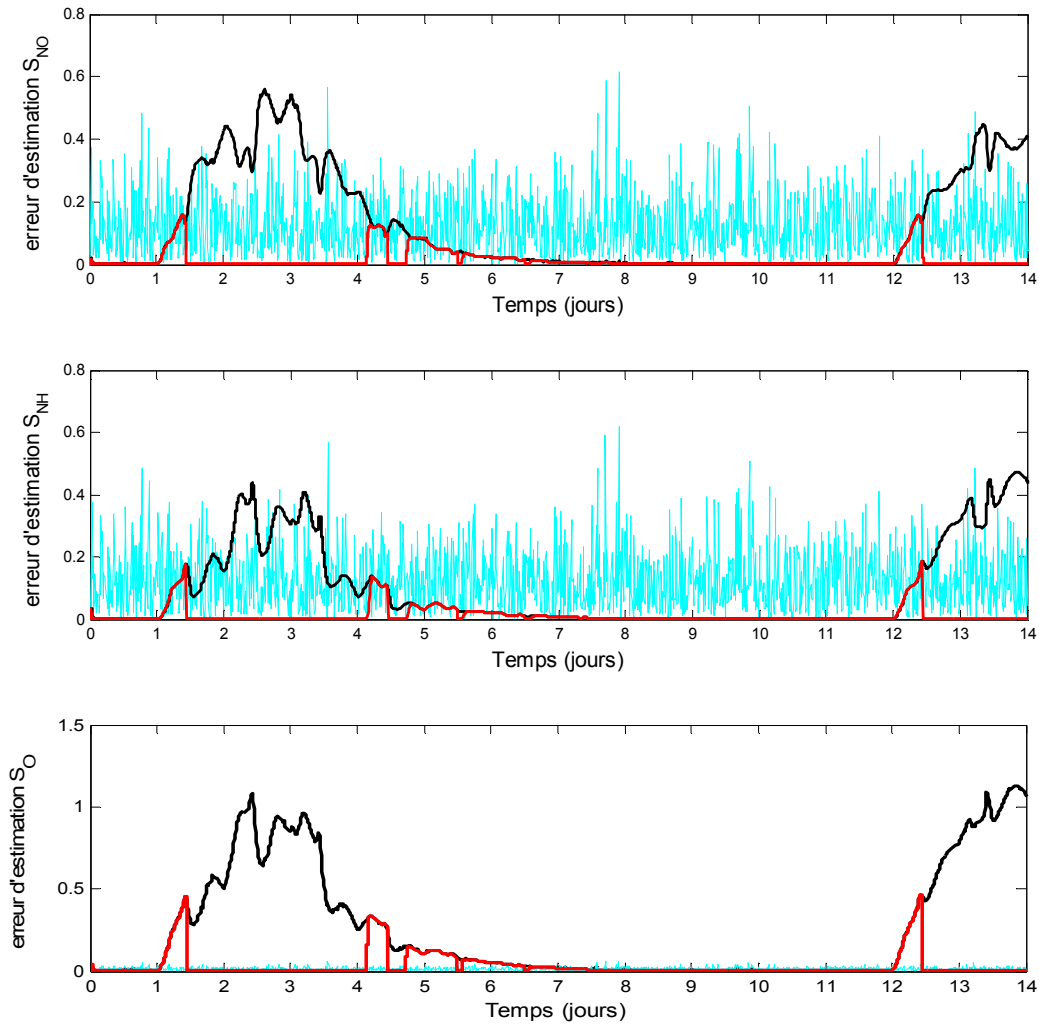 erreur d'estimation S_NO
0.8
0.6
0.4
0.2
0
0 1 2 3 4 5 6 7 8 9 10 11 12 13 14
Temps (jours)
erreur d'estimation S_NH
0.8
0.6
0.4
0.2
0
0 1 2 3 4 5 6 7 8 9 10 11 12 13 14
Temps (jours)
erreur d'estimation S_O
1.5
1
0.5
0
0 1 2 3 4 5 6 7 8 9 10 11 12 13 14
Temps (jours)